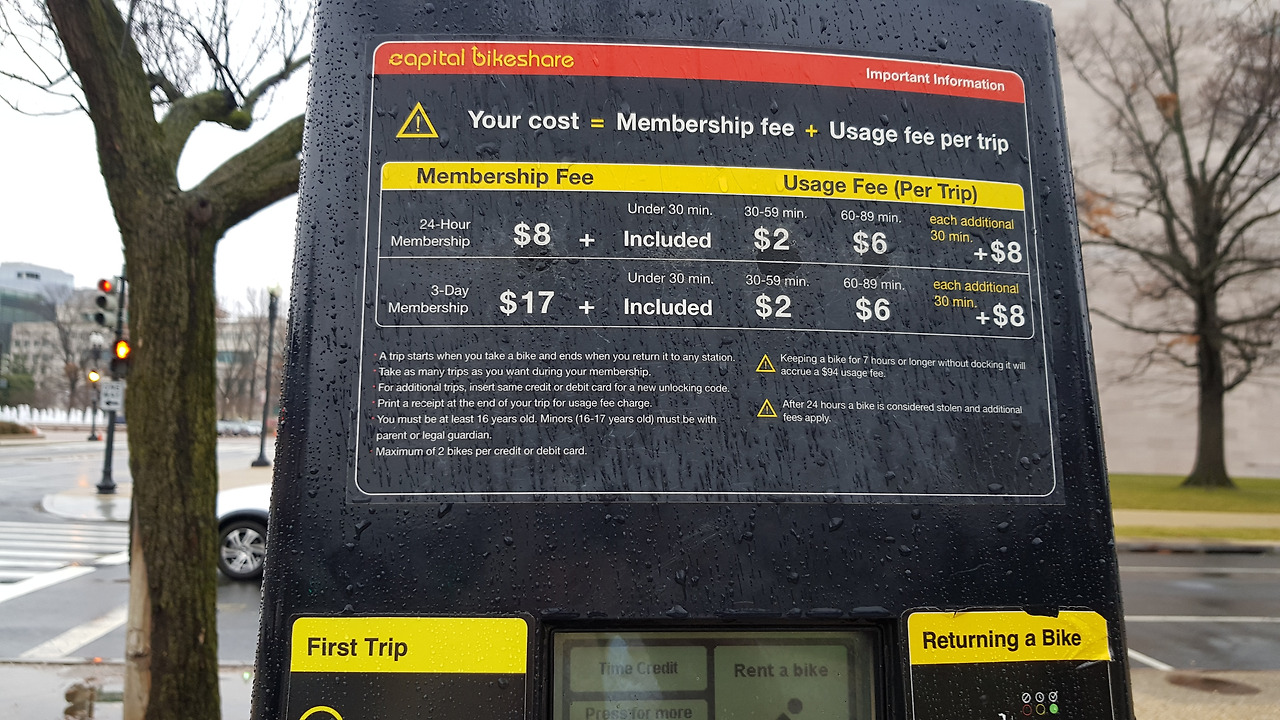 capital bikeshare
Important Information
Your cost = Membership fee + Usage fee per trip
Membership Fee Usage Fee (Per Trip)
24-Hour Membership $8 + Under 30 min. Included 30-59 min. $2 60-89 min. $6 each additional 30 min. +$8
3-Day Membership $17 + Under 30 min. Included 30-59 min. $2 60-89 min. $6 each additional 30 min. +$8
A trip starts when you take a bike and ends when you return it to any station.
Take as many trips as you want during your membership.
For additional trips, insert same credit or debit card for a new unlocking code.
Print a receipt at the end of your trip for usage fee charge.
You must be at least 16 years old. Minors (16-17 years old) must be with
parent or legal guardian.
Maximum of 2 bikes per credit or debit card.
Keeping a bike for 7 hours or longer without docking it will
accrue a $94 usage fee.
After 24 hours a bike is considered stolen and additional
fees apply.
First Trip
Time Credit
Press for more
Rent a bike
Returning a Bike